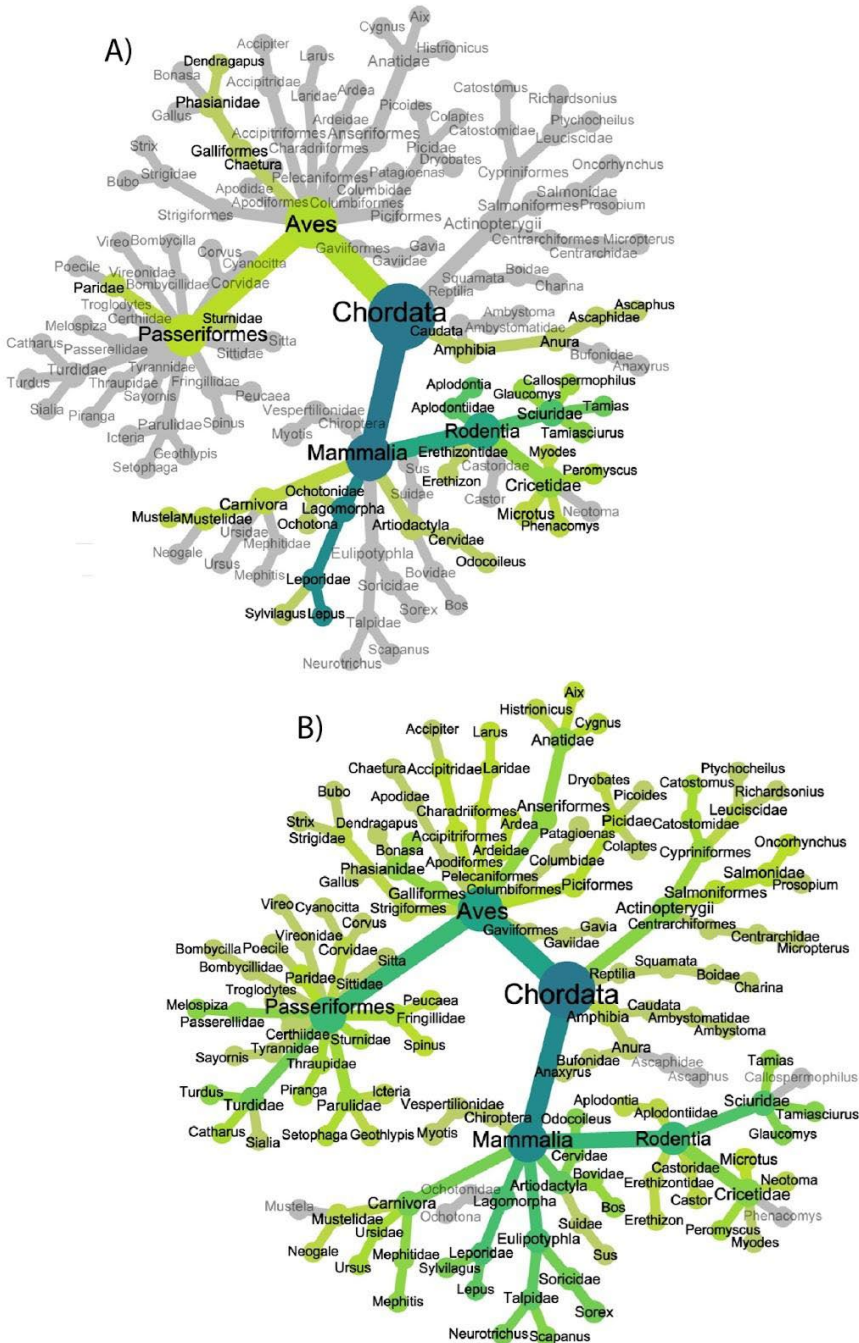 A)
Aix
Cygnus
Accipiter
Larus
Histrionicus
Dendragapus
Anatidae
Bonasa
Accipitridae
Ardea
Catostomus
Richardsonius
Phasianidae
Laridae
Picoides
Gallus
Ardeidae
Colaptes
Catostomidae
Ptychocheilus
Accipitriformes
Anseriformes
Leuciscidae
Strix
Galliformes
Charadriiformes
Picidae
Chaetura
Dryobates
Cypriniformes
Oncorhynchus
Bubo
Strigidae
Pelecaniformes
Patagioenas
Apodidae
Columbidae
Salmonidae
Apodiformes
Columbiformes
Salmoniformes
Prosopium
Strigiformes
Piciformes
Aves
Actinopterygii
Vireo
Bombycilla
Corvus
Gaviiformes
Gavia
Centrarchiformes
Micropterus
Poecile
Vireonidae
Cyanocitta
Gaviidae
Centrarchidae
Paridae
Bombycillidae
Corvidae
Squamata
Boidae
Troglodytes
Reptilia
Charina
Certhiidae
Sturnidae
Chordata
Ambystoma
Ascaphus
Melospiza
Passeriformes
Caudata
Ambystomatidae
Ascaphidae
Catharus
Passerellidae
Sittidae
Sitta
Amphibia
Anura
Turdidae
Tyrannidae
Bufonidae
Turdus
Thraupidae
Fringillidae
Aplodontia
Callospermophilus
Anaxyrus
Sayornis
Peucaea
Glaucomys
Sialia
Piranga
Vespertilionidae
Aplodontiidae
Sciuridae
Tamias
Parulidae
Spinus
Chiroptera
Icteria
Myotis
Rodentia
Tamiasciurus
Geothlypis
Mammalia
Erethizontidae
Myodes
Setophaga
Sus
Castoridae
Peromyscus
Ochotonidae
Suidae
Erethizon
Cricetidae
Carnivora
Lagomorpha
Castor
Neotoma
Mustela
Mustelidae
Ochotona
Artiodactyla
Microtus
Ursidae
Cervidae
Phenacomys
Neogale
Mephitidae
Eulipotyphla
Ursus
Odocoileus
Mephitis
Leporidae
Bovidae
Soricidae
Sylvilagus
Lepus
Sorex
Bos
Talpidae
Scapanus
Neurotrichus
B)
Aix
Histrionicus
Accipiter
Cygnus
Larus
Anatidae
Chaetura
Accipitridae
Laridae
Ptychocheilus
Bubo
Dryobates
Catostomus
Apodidae
Picoides
Richardsonius
Charadriiformes
Anseriformes
Leuciscidae
Strix
Dendragapus
Ardea
Picidae
Catostomidae
Strigidae
Accipitriformes
Patagioenas
Bonasa
Ardeidae
Colaptes
Oncorhynchus
Phasianidae
Apodiformes
Columbidae
Cypriniformes
Pelecaniformes
Salmonidae
Gallus
Galliformes
Columbiformes
Piciformes
Salmoniformes
Prosopium
Vireo
Cyanocitta
Strigiformes
Aves
Actinopterygii
Corvus
Gaviiformes
Gavia
Centrarchiformes
Vireonidae
Bombycilla
Poecile
Corvidae
Gaviidae
Centrarchidae
Bombycillidae
Sitta
Squamata
Micropterus
Paridae
Sittidae
Reptilia
Boidae
Troglodytes
Chordata
Charina
Melospiza
Passeriformes
Peucaea
Caudata
Passerellidae
Fringillidae
Amphibia
Ambystomatidae
Certhiidae
Sturnidae
Ambystoma
Tyrannidae
Spinus
Anura
Sayornis
Bufonidae
Ascaphidae
Tamias
Thraupidae
Anaxyrus
Ascaphus
Callospermophilus
Turdus
Piranga
Icteria
Vespertilionidae
Aplodontia
Sciuridae
Turdidae
Parulidae
Chiroptera
Odocoileus
Aplodontiidae
Tamiasciurus
Catharus
Setophaga
Geothlypis
Myotis
Mammalia
Rodentia
Glaucomys
Sialia
Cervidae
Microtus
Bovidae
Castoridae
Ochotonidae
Artiodactyla
Erethizontidae
Neotoma
Carnivora
Lagomorpha
Castor
Cricetidae
Mustela
Ochotona
Bos
Mustelidae
Suidae
Phenacomys
Ursidae
Eulipotyphla
Erethizon
Peromyscus
Neogale
Mephitidae
Leporidae
Sus
Myodes
Ursus
Sylvilagus
Soricidae
Lepus
Mephitis
Talpidae
Sorex
Neurotrichus
Scapanus